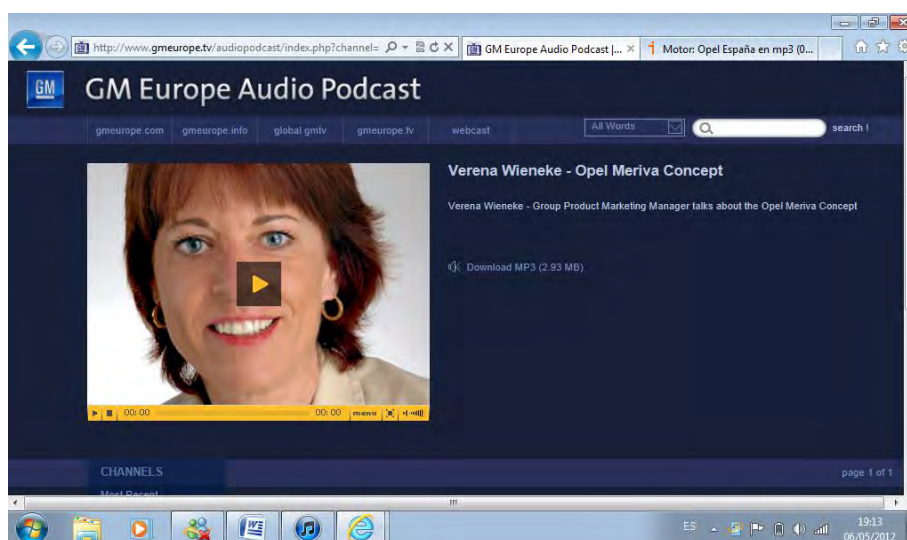 http://www.gmeurope.tv/audiopodcast/index.php?channel=
GM Europe Audio Podcast |...
Motor: Opel España en mp3 (0...
GM
GM Europe Audio Podcast
gmeurope.com gmeurope.info global gmtv gmeurope.tv webcast All Words search !
Verena Wieneke - Opel Meriva Concept
Verena Wieneke - Group Product Marketing Manager talks about the Opel Meriva Concept
Download MP3 (2.93 MB)
00:00 00:00 menu
CHANNELS page 1 of 1
Most Recent
ES 19:13
06/05/2012